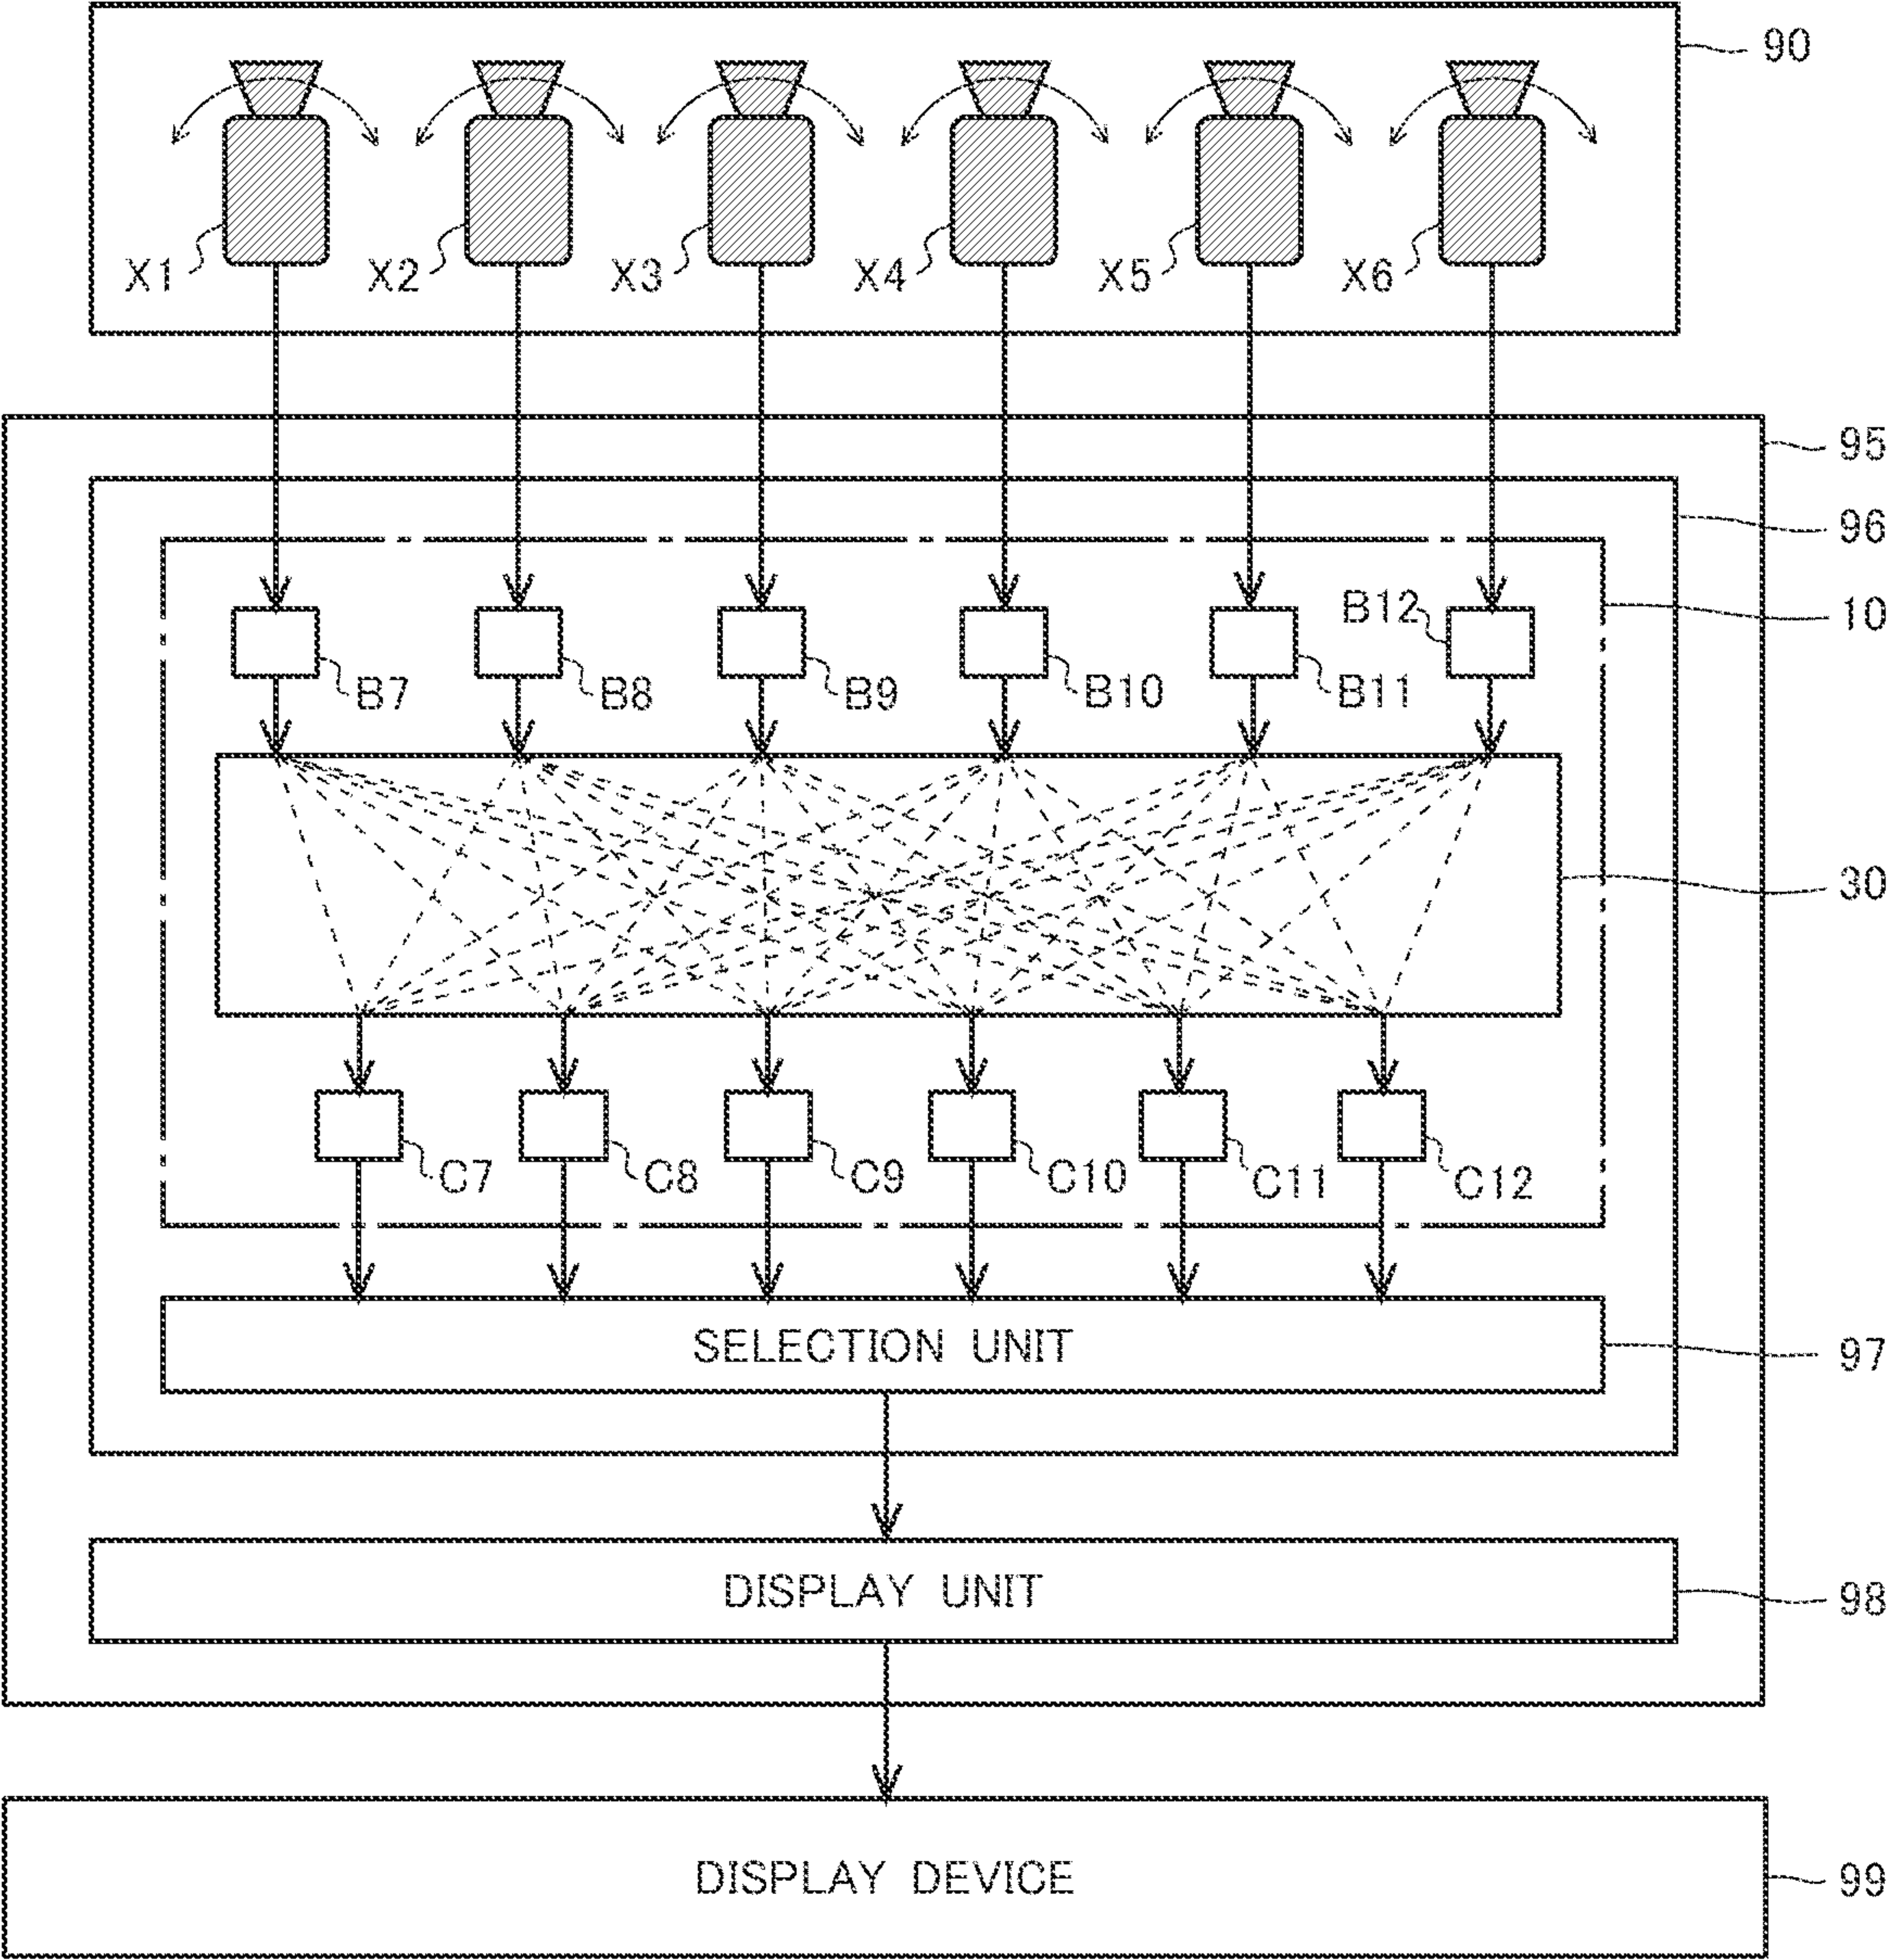 90
X1 X2 X3 X4 X5 X6
95
96
10
B12
B7 B8 B9 B10 B11
30
C7 C8 C9 C10 C11 C12
SELECTION UNIT
97
DISPLAY UNIT
98
DISPLAY DEVICE
99